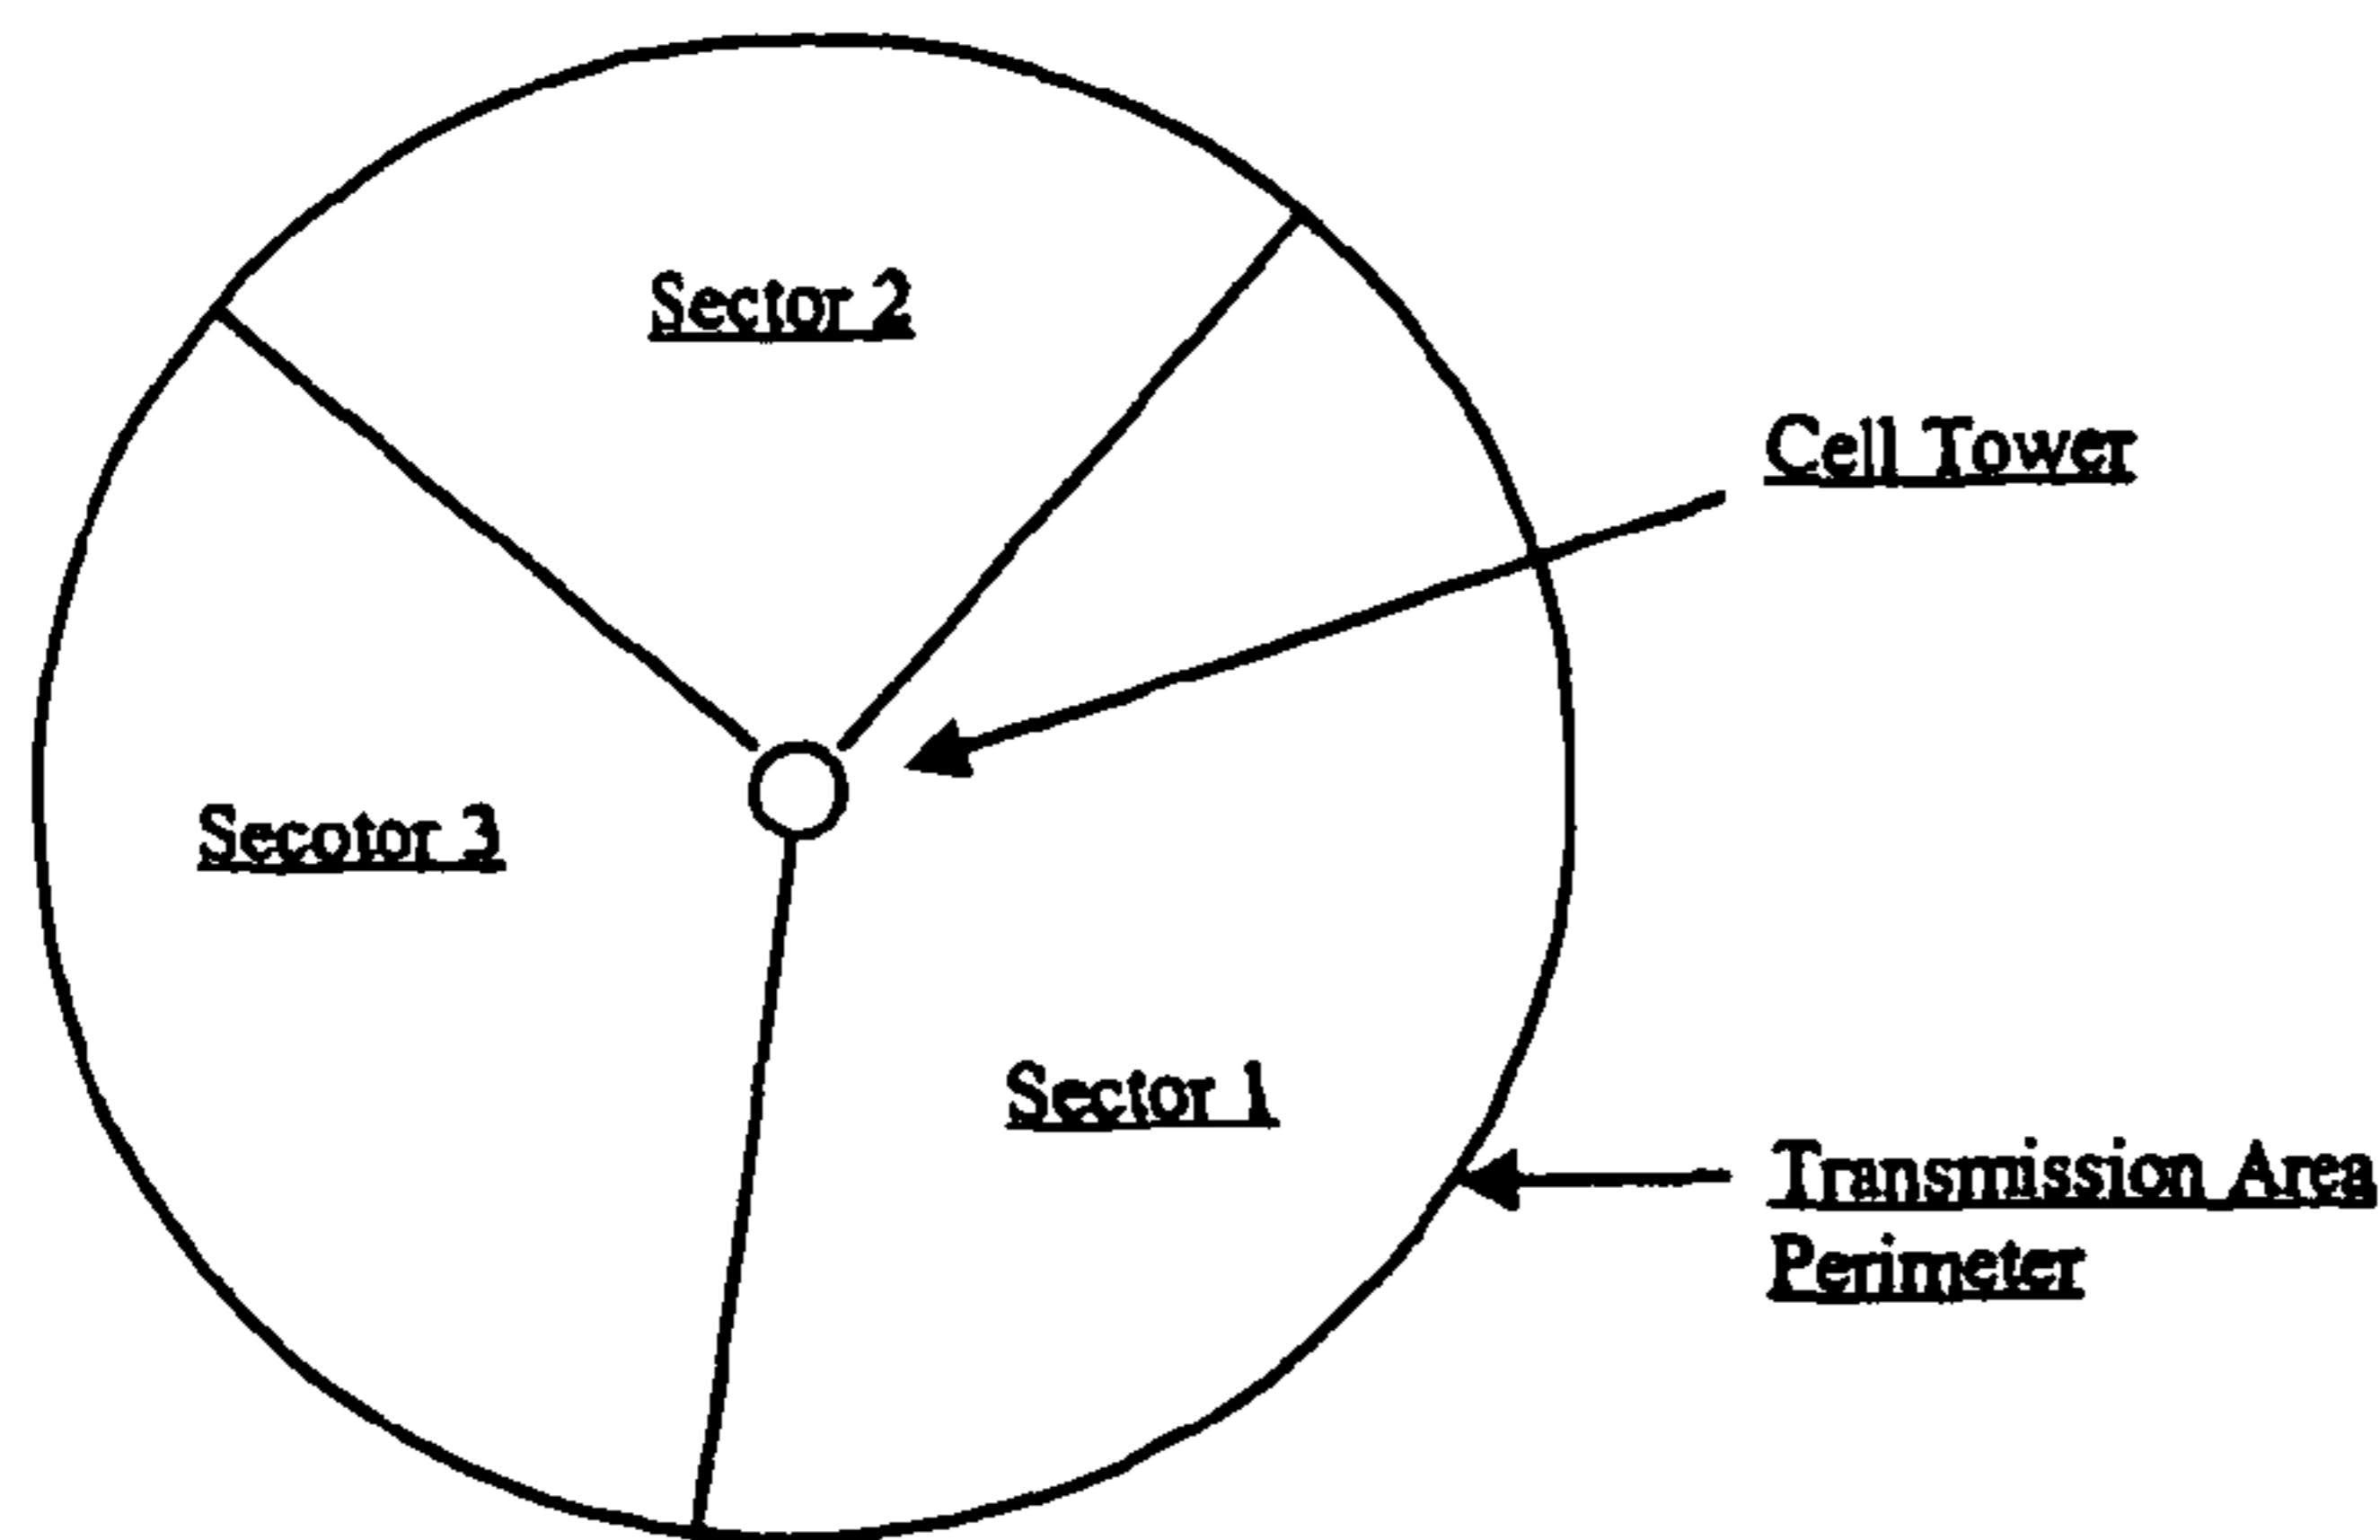 Sector 2
Cell Tower
Secotor 3
Sector 1
Transmission Area
Perimeter